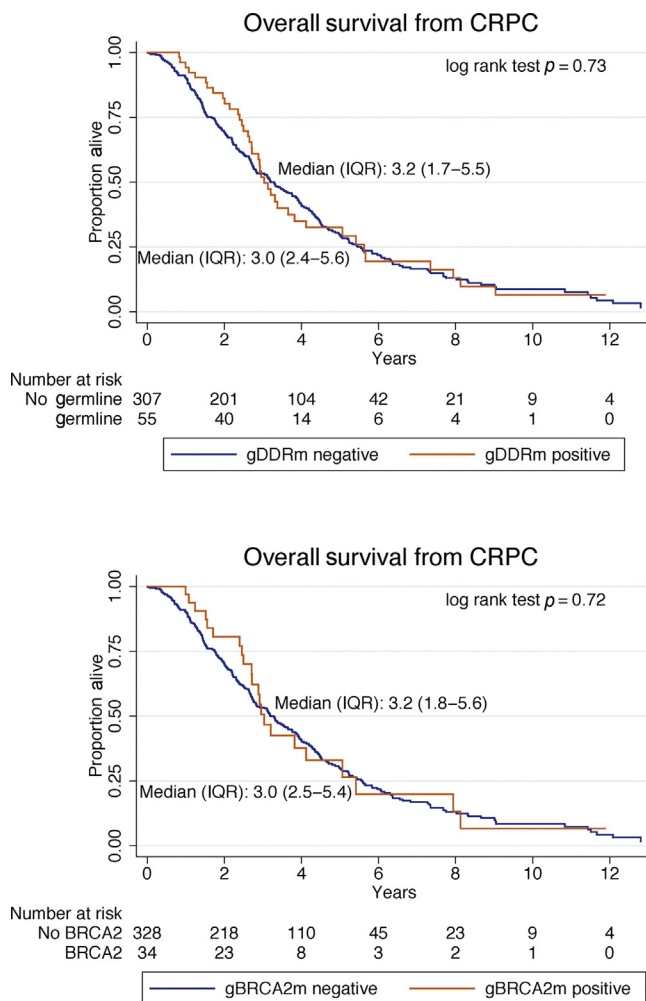 Overall survival from CRPC
log rank test p = 0.73
Proportion alive
1.00
0.75
0.50
0.25
0.00
Median (IQR): 3.2 (1.7–5.5)
Median (IQR): 3.0 (2.4–5.6)
0 2 4 6 8 10 12
Years
Number at risk
No germline 307 201 104 42 21 9 4
germline 55 40 14 6 4 1 0
gDDRm negative gDDRm positive
Overall survival from CRPC
log rank test p = 0.72
Proportion alive
1.00
0.75
0.50
0.25
0.00
Median (IQR): 3.2 (1.8–5.6)
Median (IQR): 3.0 (2.5–5.4)
0 2 4 6 8 10 12
Years
Number at risk
No BRCA2 328 218 110 45 23 9 4
BRCA2 34 23 8 3 2 1 0
gBRCA2m negative gBRCA2m positive